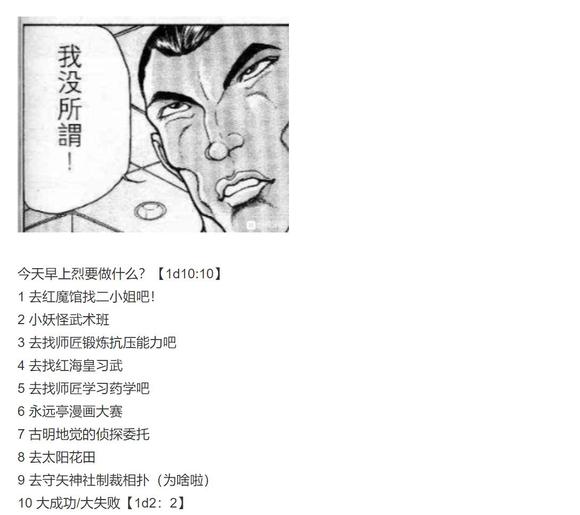 我没所謂！
今天早上烈要做什么？【1d10:10】
1 去红魔馆找二小姐吧！
2 小妖怪武术班
3 去找师匠锻炼抗压能力吧
4 去找红海皇习武
5 去找师匠学习药学吧
6 永远亭漫画大赛
7 古明地觉的侦探委托
8 去太阳花田
9 去守矢神社制裁相扑（为啥啦）
10 大成功/大失败【1d2：2】